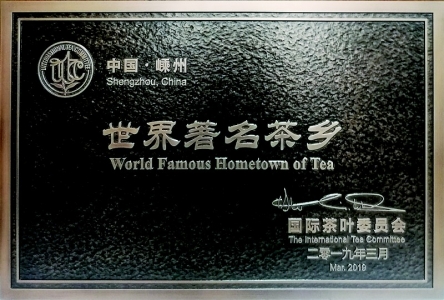 itc
中国·嵊州
Shengzhou, China
世界著名茶乡
World Famous Hometown of Tea
国际茶叶委员会
The International Tea Committee
二零一九年三月
Mar. 2019